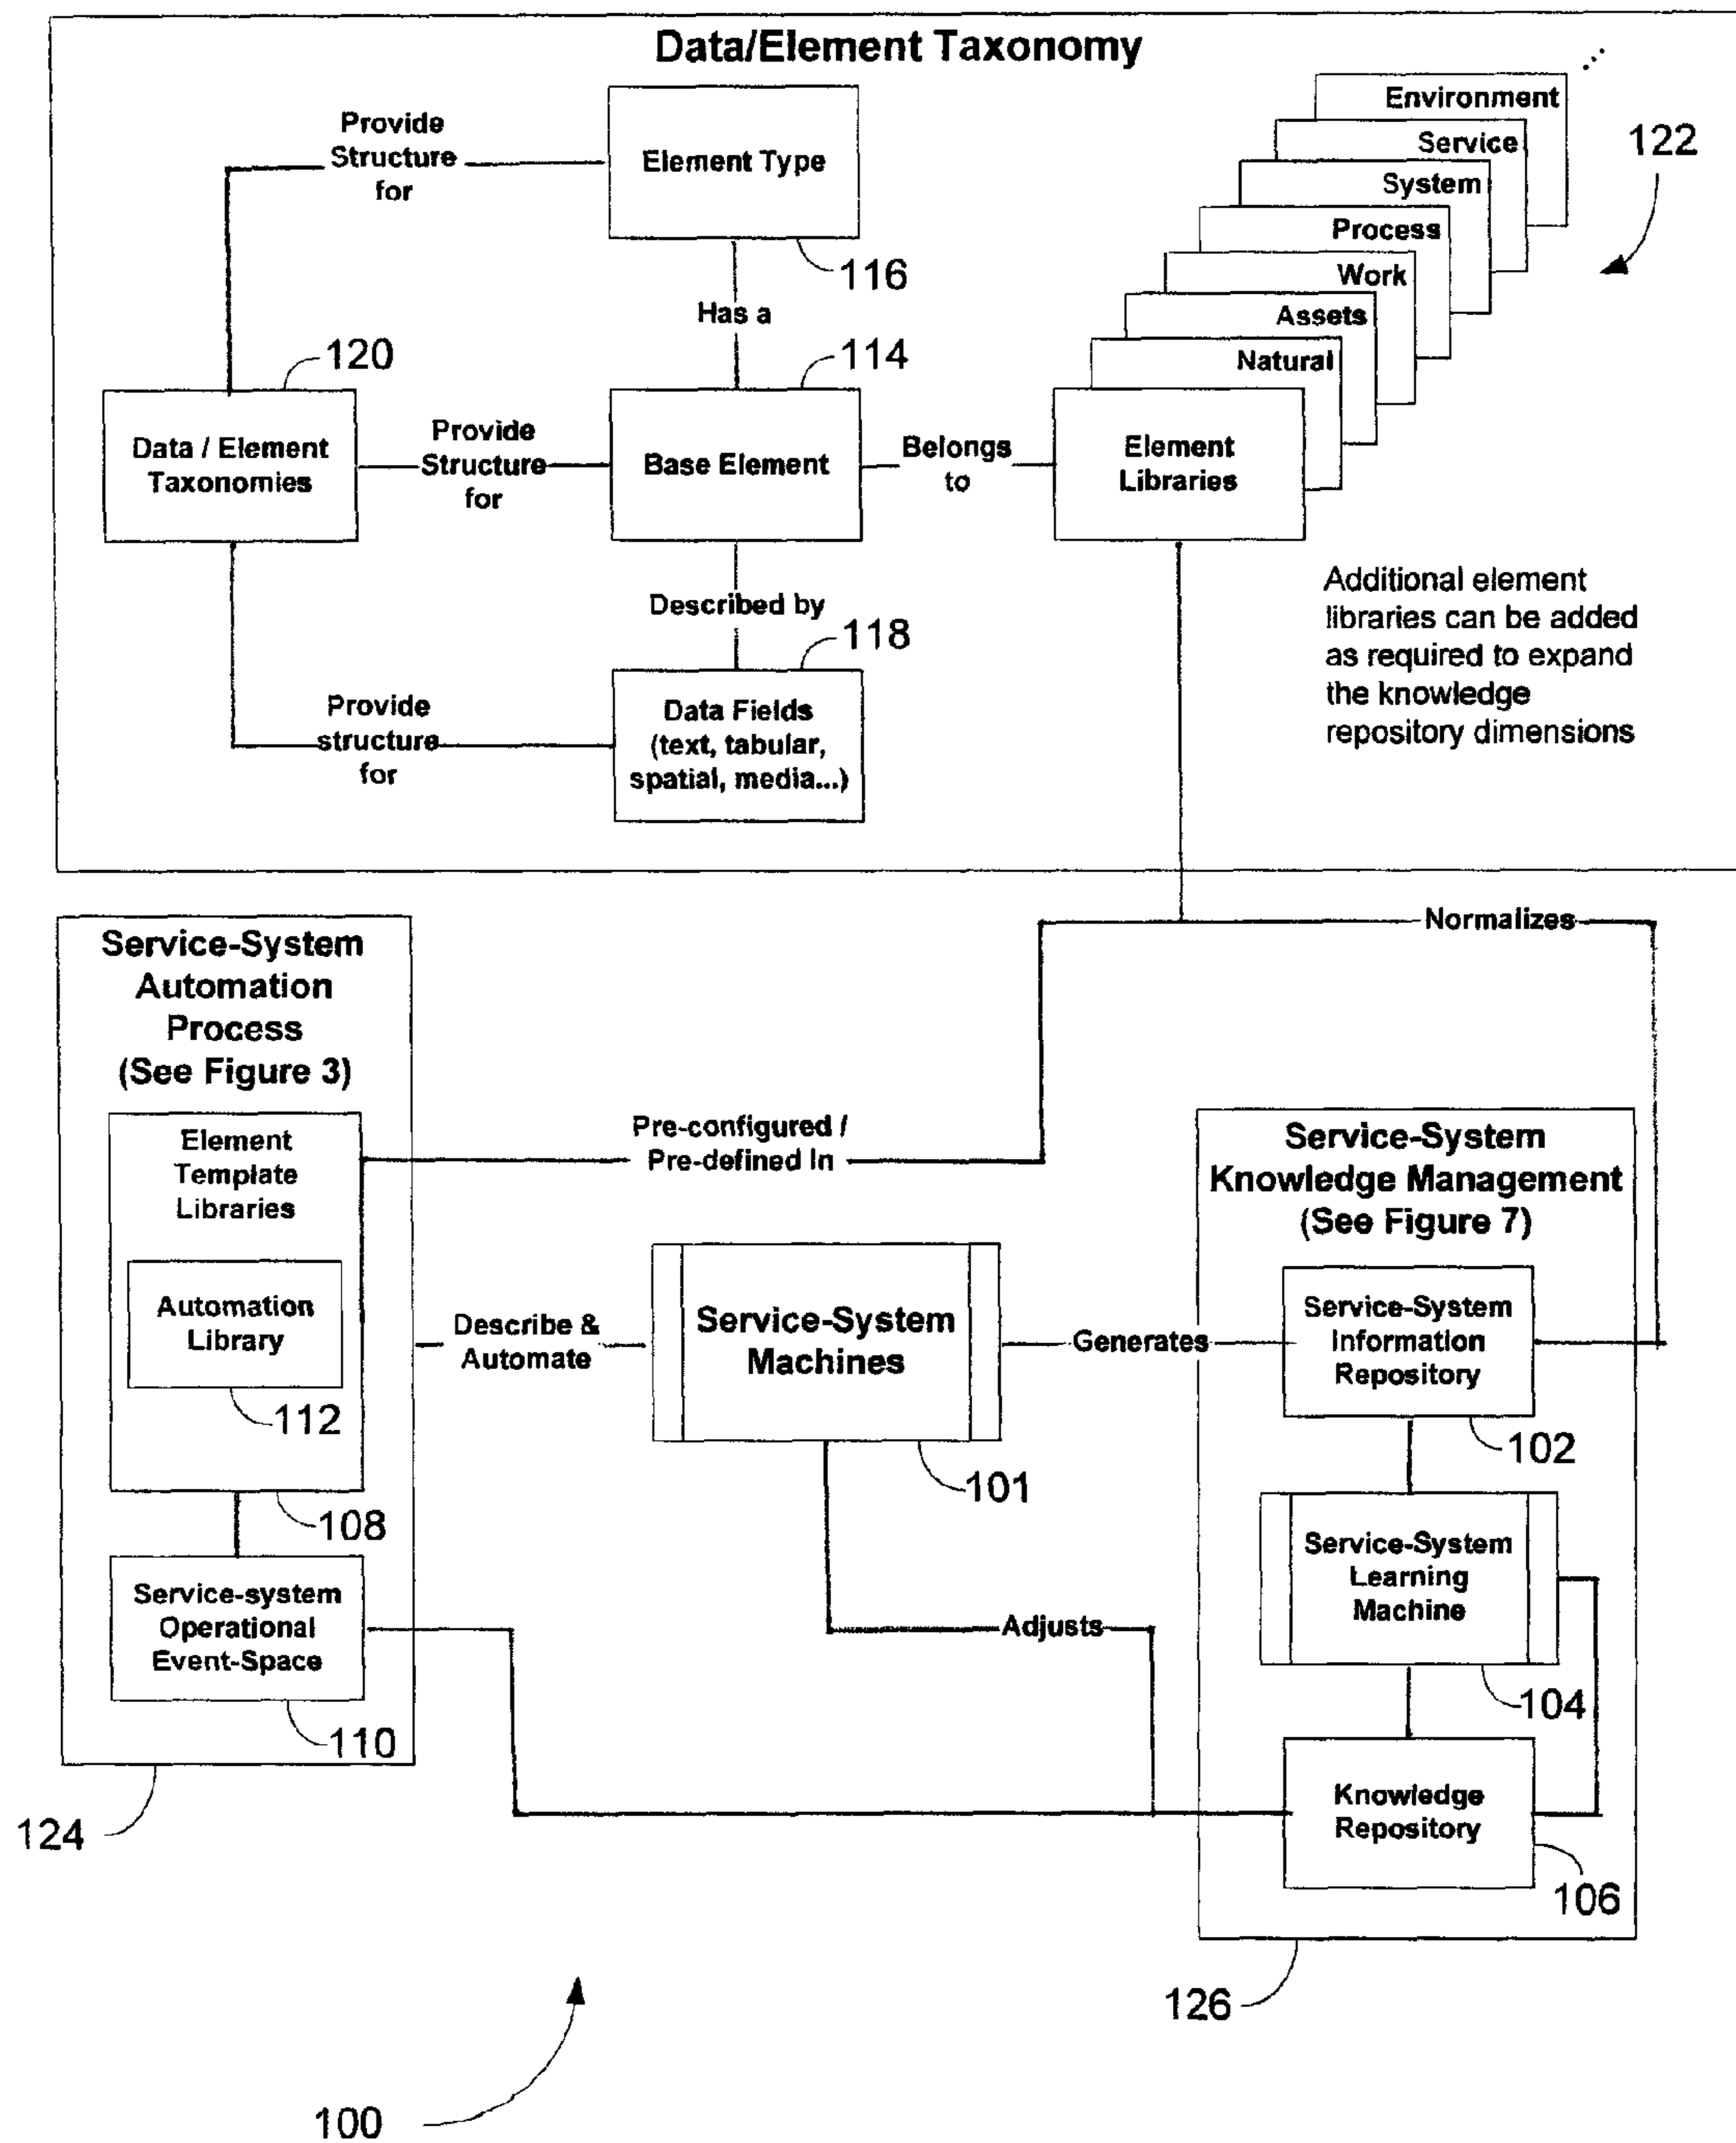 Data/Element Taxonomy
Environment
Service
System
Process
Work
Assets
Natural
Element
Libraries
122
Provide
Structure
for
Element Type
116
Has a
120
Data / Element
Taxonomies
Provide
Structure
for
114
Base Element
Belongs
to
Described by
118
Provide
structure
for
Data Fields
(text, tabular,
spatial, media...)
Additional element
libraries can be added
as required to expand
the knowledge
repository dimensions
Normalizes
Service-System
Automation
Process
(See Figure 3)
Element
Template
Libraries
Automation
Library
112
108
Service-system
Operational
Event-Space
110
124
Pre-configured /
Pre-defined In
Describe &
Automate
Service-System
Machines
101
Generates
Adjusts
Service-System
Knowledge Management
(See Figure 7)
Service-System
Information
Repository
102
Service-System
Learning
Machine
104
Knowledge
Repository
106
126
100